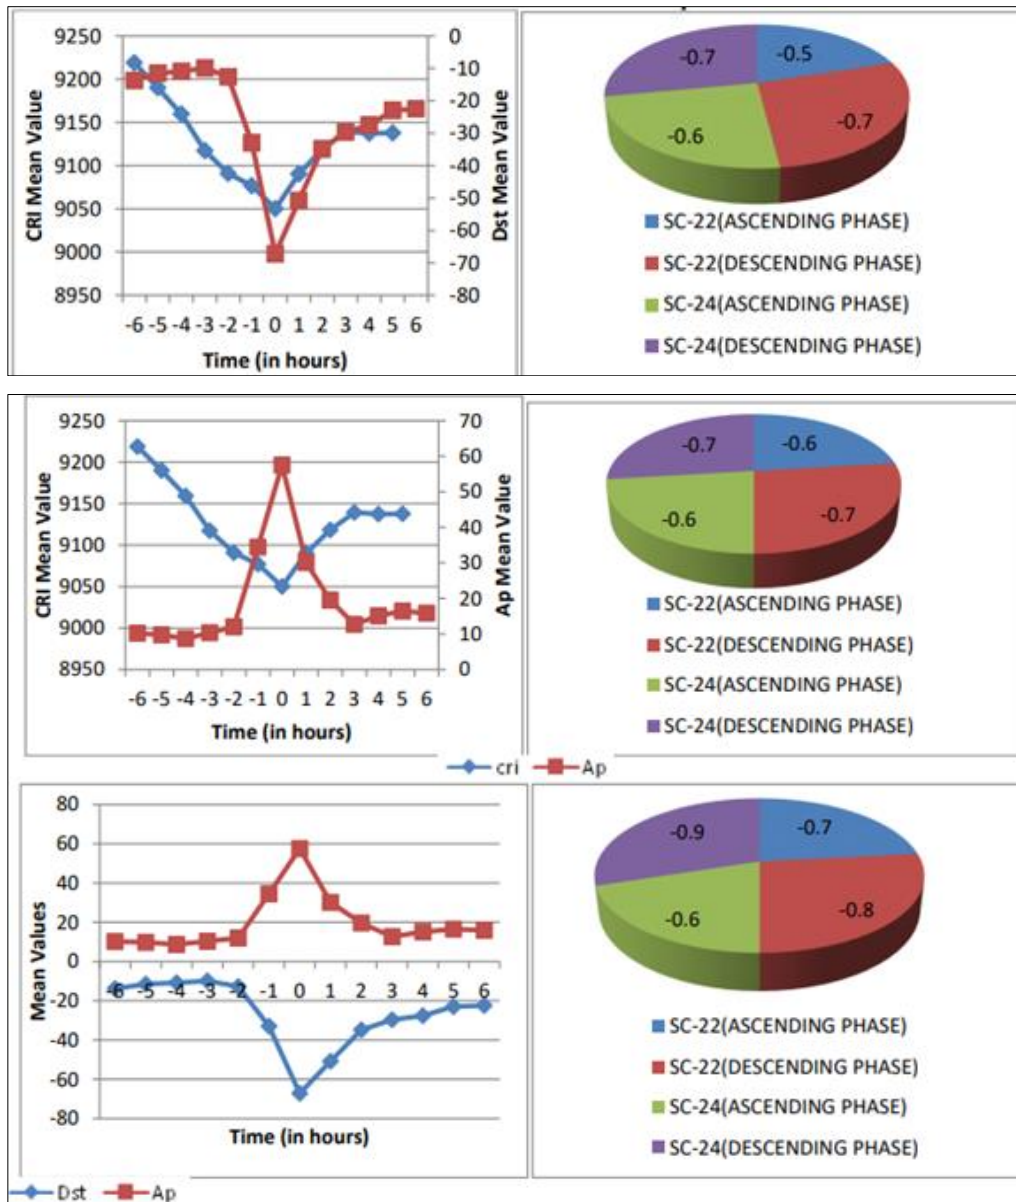 9250
9200
9150
9100
9050
9000
8950
CRI Mean Value
0
-10
-20
-30
-40
-50
-60
-70
-80
Dst Mean Value
-6 -5 -4 -3 -2 -1 0 1 2 3 4 5 6
Time (in hours)
-0.7
-0.5
-0.6
-0.7
SC-22(ASCENDING PHASE)
SC-22(DESCENDING PHASE)
SC-24(ASCENDING PHASE)
SC-24(DESCENDING PHASE)
9250
9200
9150
9100
9050
9000
8950
CRI Mean Value
70
60
50
40
30
20
10
0
Ap Mean Value
-6 -5 -4 -3 -2 -1 0 1 2 3 4 5 6
Time (in hours)
cri Ap
-0.7
-0.6
-0.6
-0.7
SC-22(ASCENDING PHASE)
SC-22(DESCENDING PHASE)
SC-24(ASCENDING PHASE)
SC-24(DESCENDING PHASE)
80
60
40
20
0
-20
-40
-60
-80
Mean Values
-6 -5 -4 -3 -2 -1 0 1 2 3 4 5 6
Time (in hours)
Dst Ap
-0.9
-0.7
-0.6
-0.8
SC-22(ASCENDING PHASE)
SC-22(DESCENDING PHASE)
SC-24(ASCENDING PHASE)
SC-24(DESCENDING PHASE)